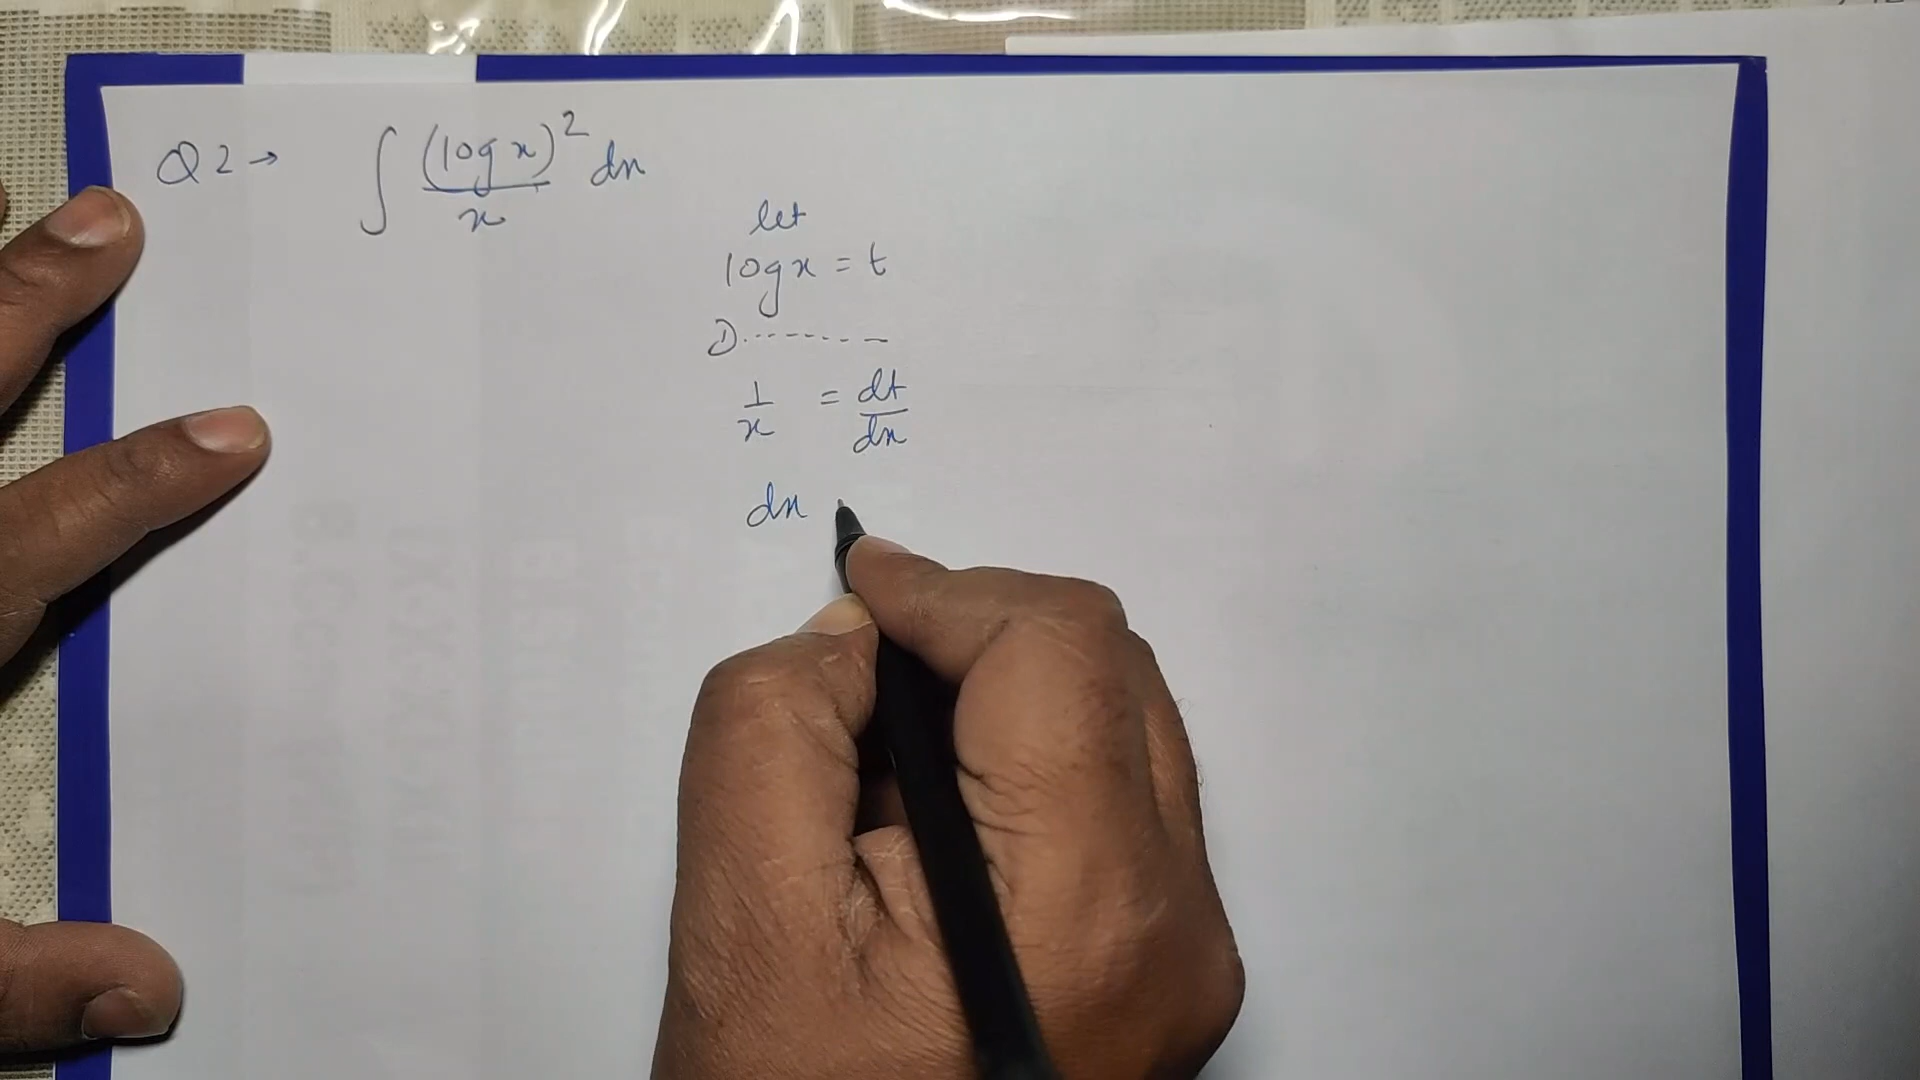 Q2→ ∫ (log x)²/x dx
let
log x = t
D.-------
1/x = dt/dx
dx